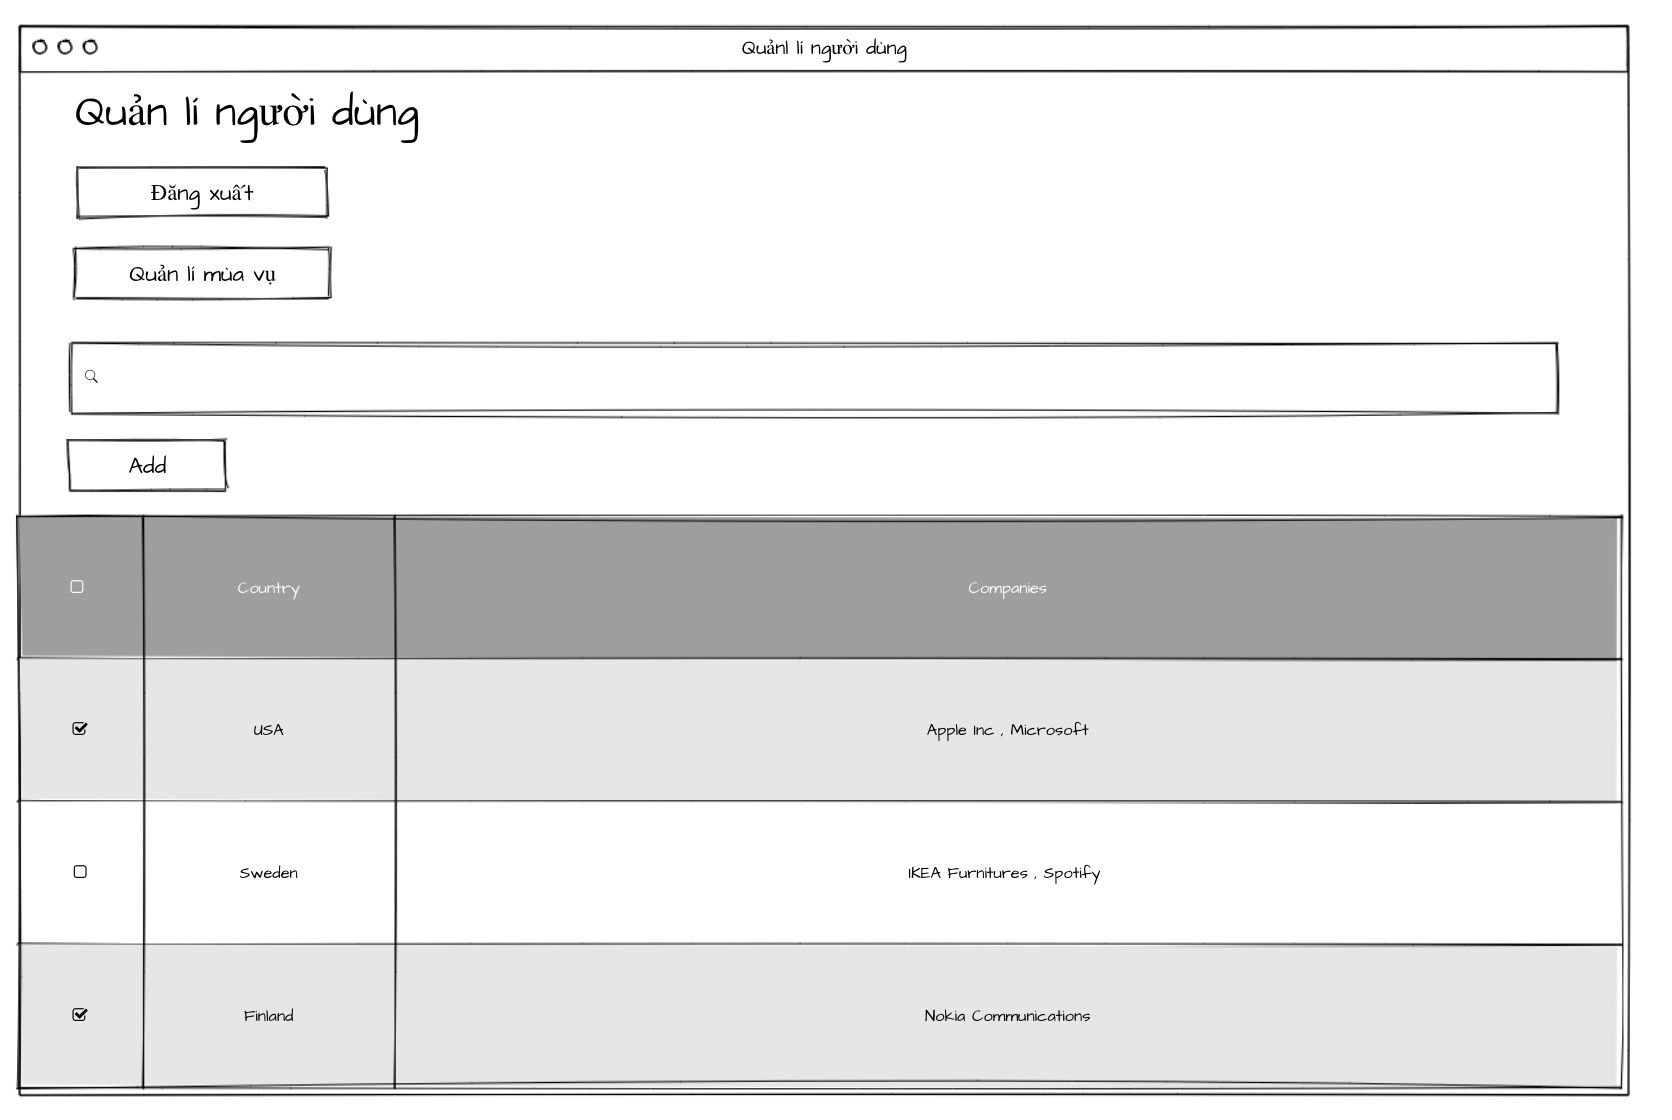 Quảnl lí người dùng
Quản lí người dùng
Đăng xuất
Quản lí mùa vụ
Add
Country Companies
USA Apple Inc , Microsoft
Sweden IKEA Furnitures , Spotify
Finland Nokia Communications